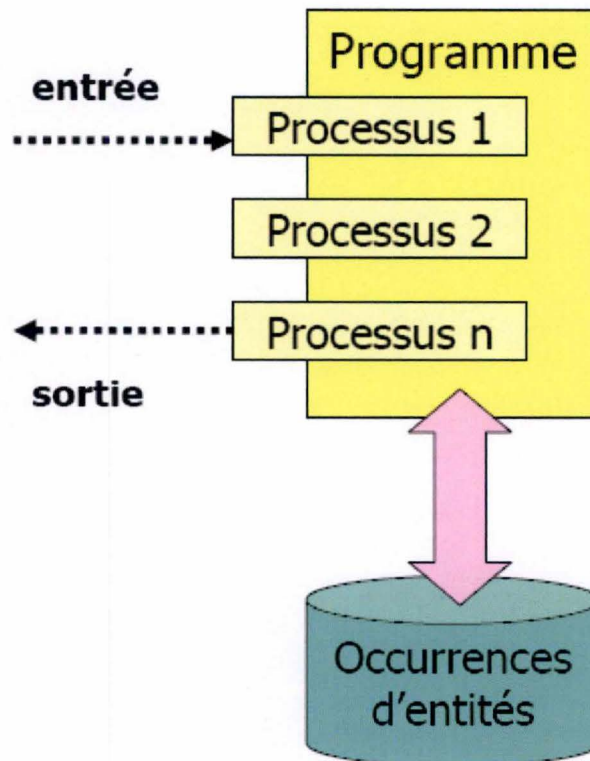 Programme
entrée
Processus 1
Processus 2
Processus n
sortie
Occurrences
d'entités